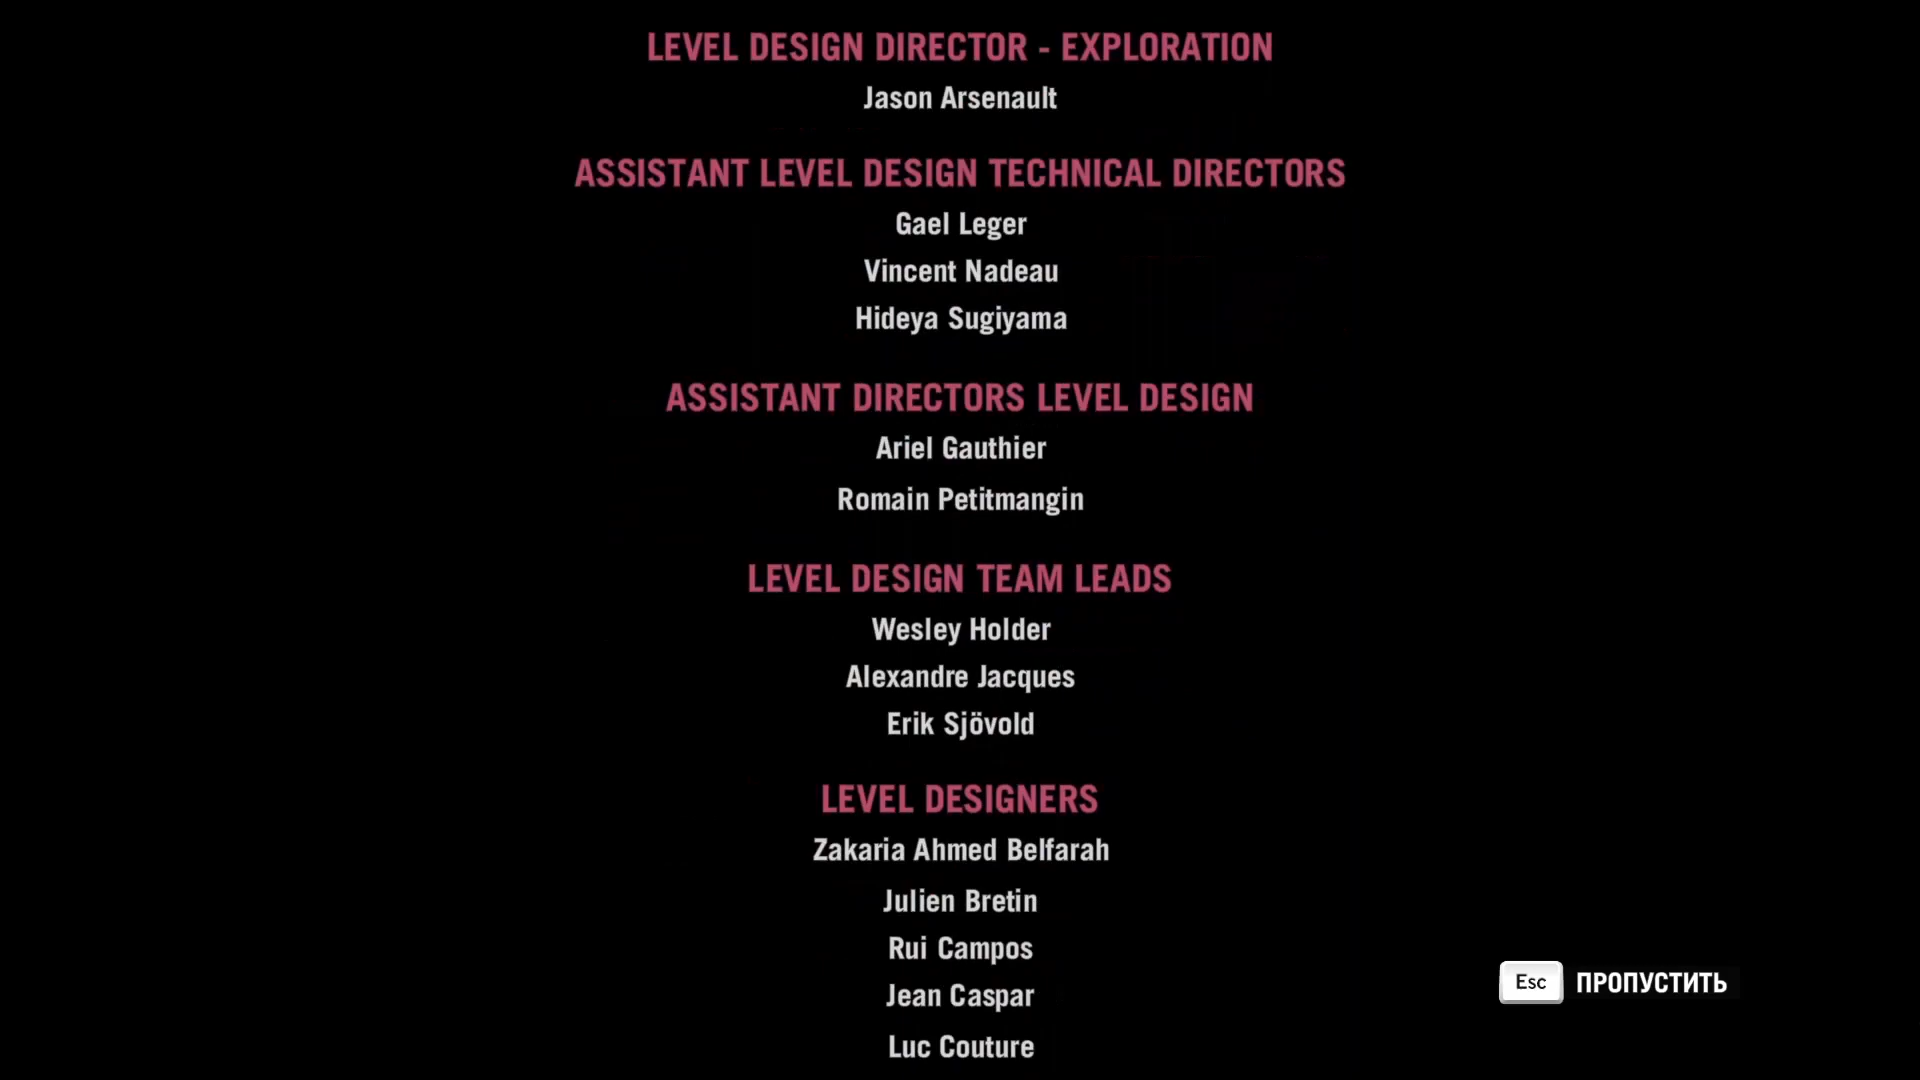 LEVEL DESIGN DIRECTOR - EXPLORATION
Jason Arsenault
ASSISTANT LEVEL DESIGN TECHNICAL DIRECTORS
Gael Leger
Vincent Nadeau
Hideya Sugiyama
ASSISTANT DIRECTORS LEVEL DESIGN
Ariel Gauthier
Romain Petitmangin
LEVEL DESIGN TEAM LEADS
Wesley Holder
Alexandre Jacques
Erik Sjövold
LEVEL DESIGNERS
Zakaria Ahmed Belfarah
Julien Bretin
Rui Campos
Jean Caspar
Luc Couture
Esc ПРОПУСТИТЬ